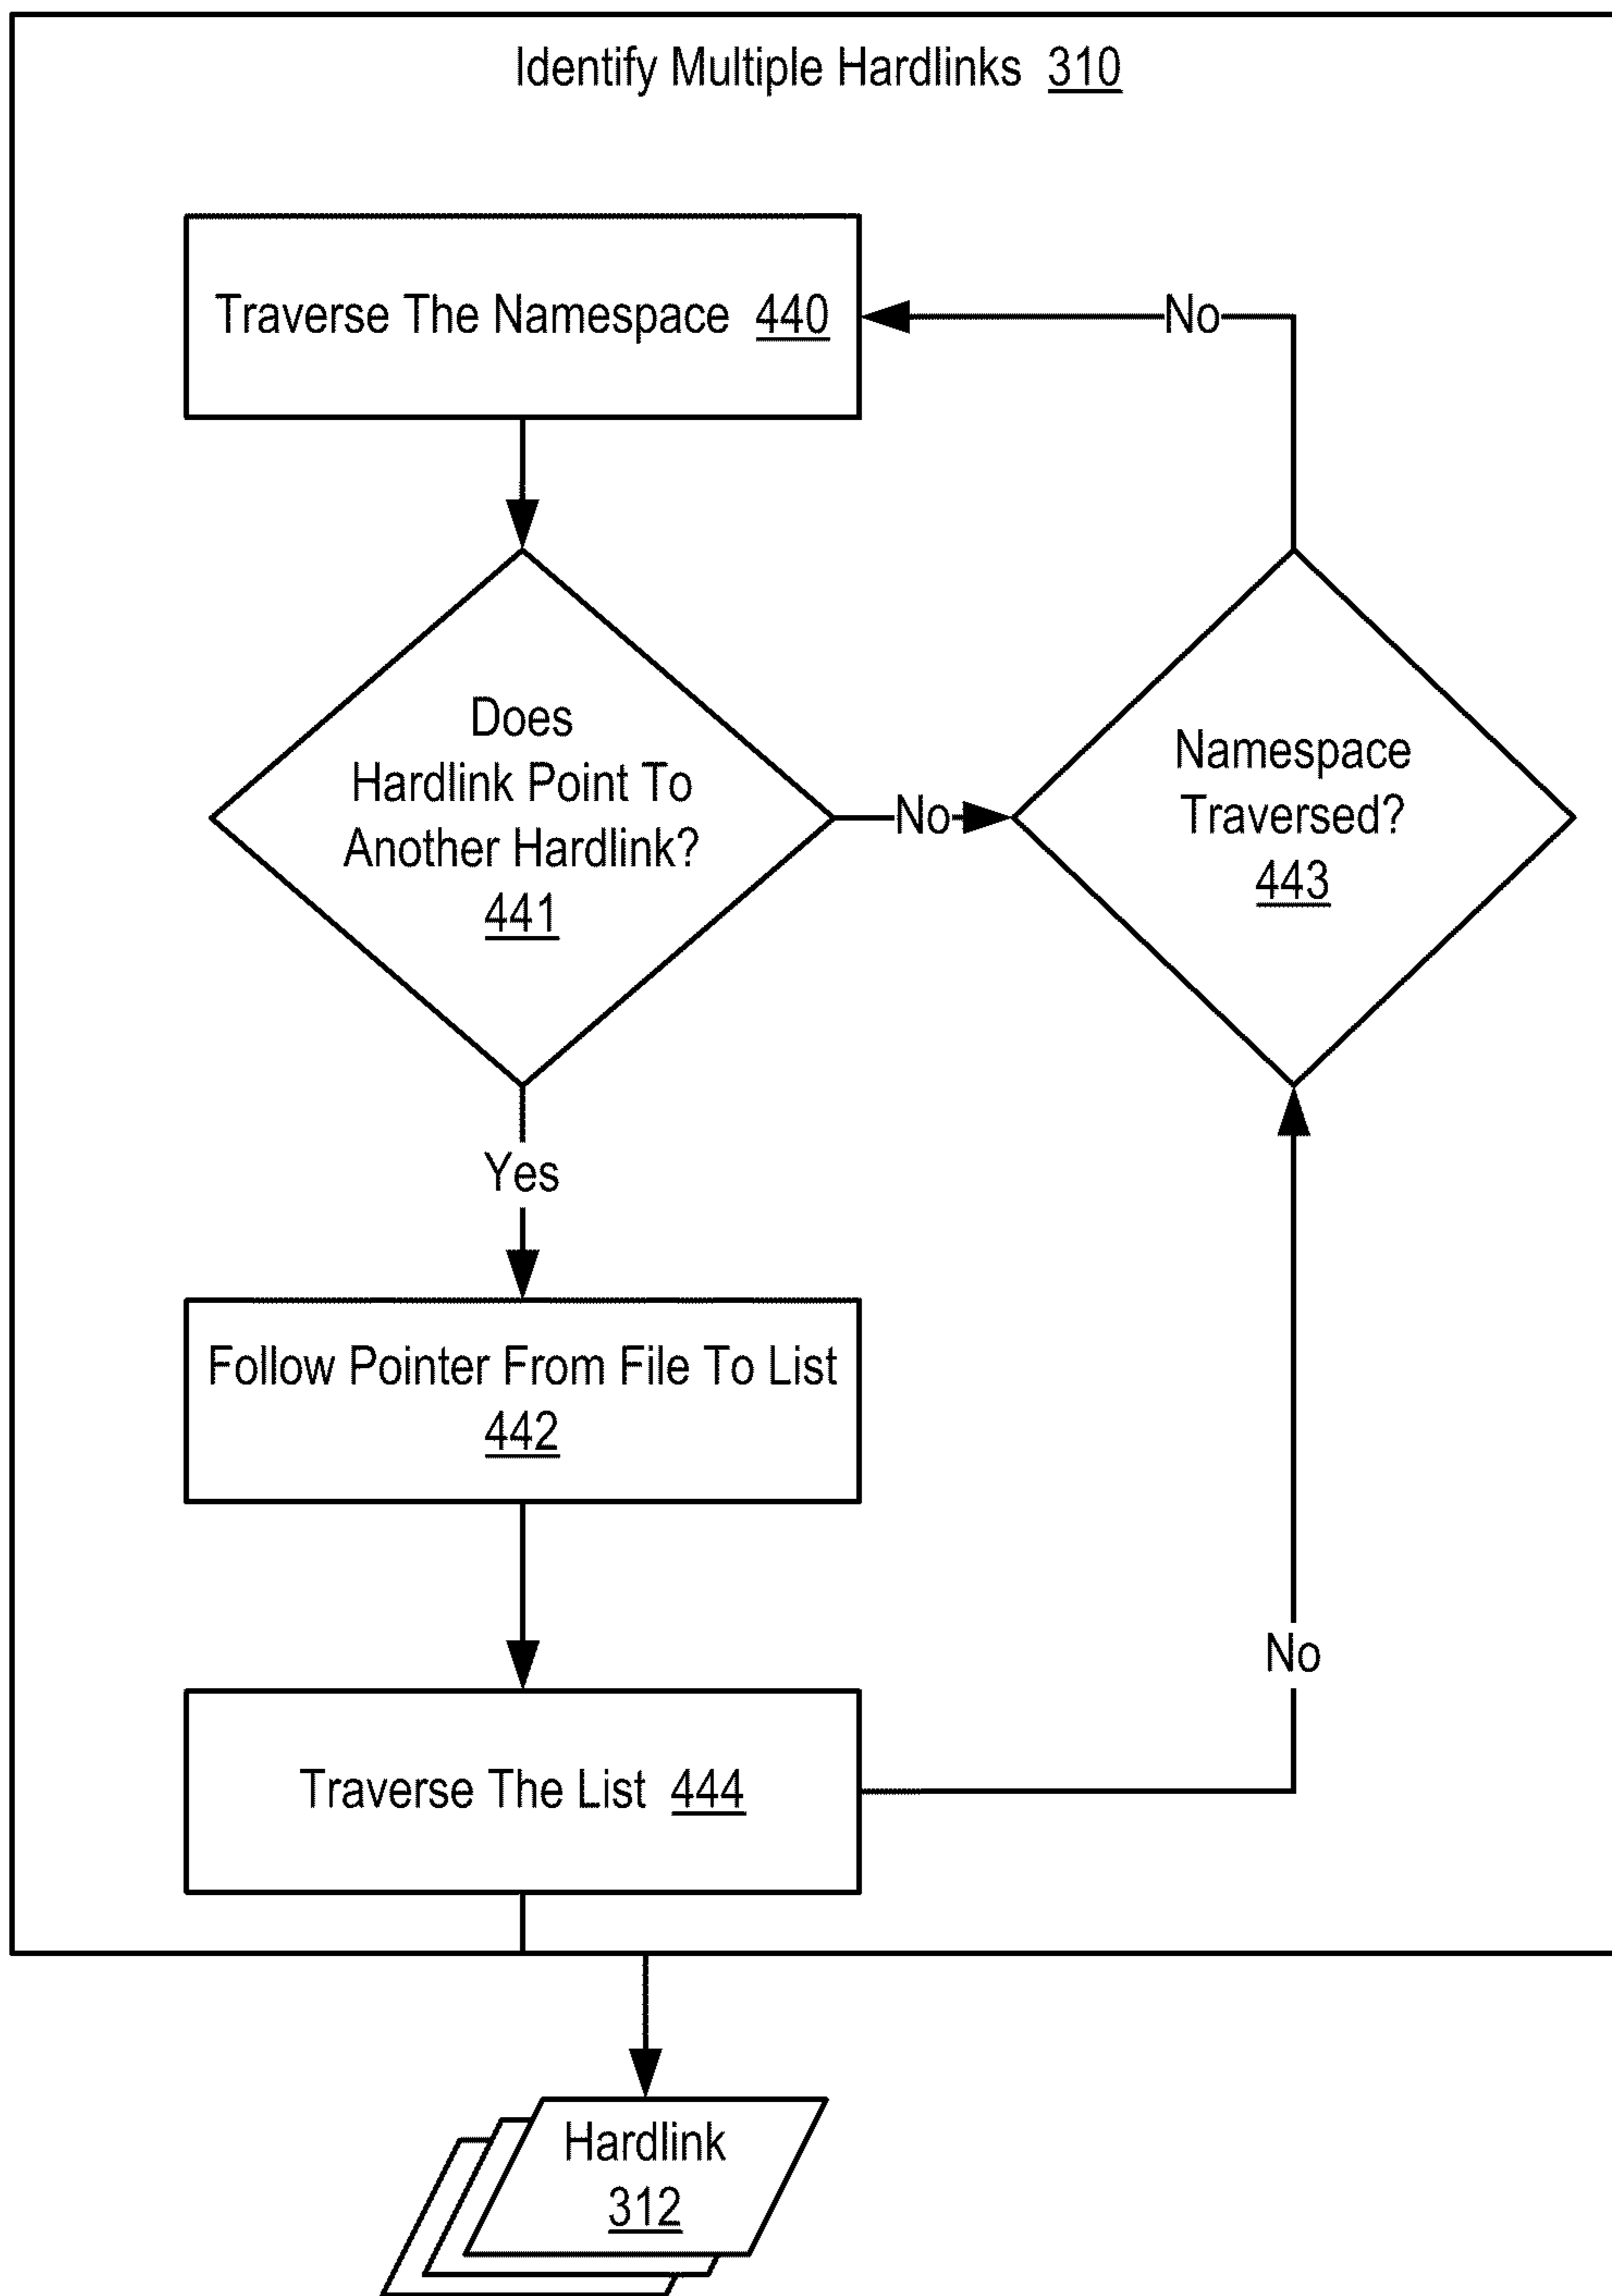 Identify Multiple Hardlinks 310
Traverse The Namespace 440
No
Does
Hardlink Point To
Another Hardlink?
441
No
Namespace
Traversed?
443
Yes
Follow Pointer From File To List
442
No
Traverse The List 444
Hardlink
312